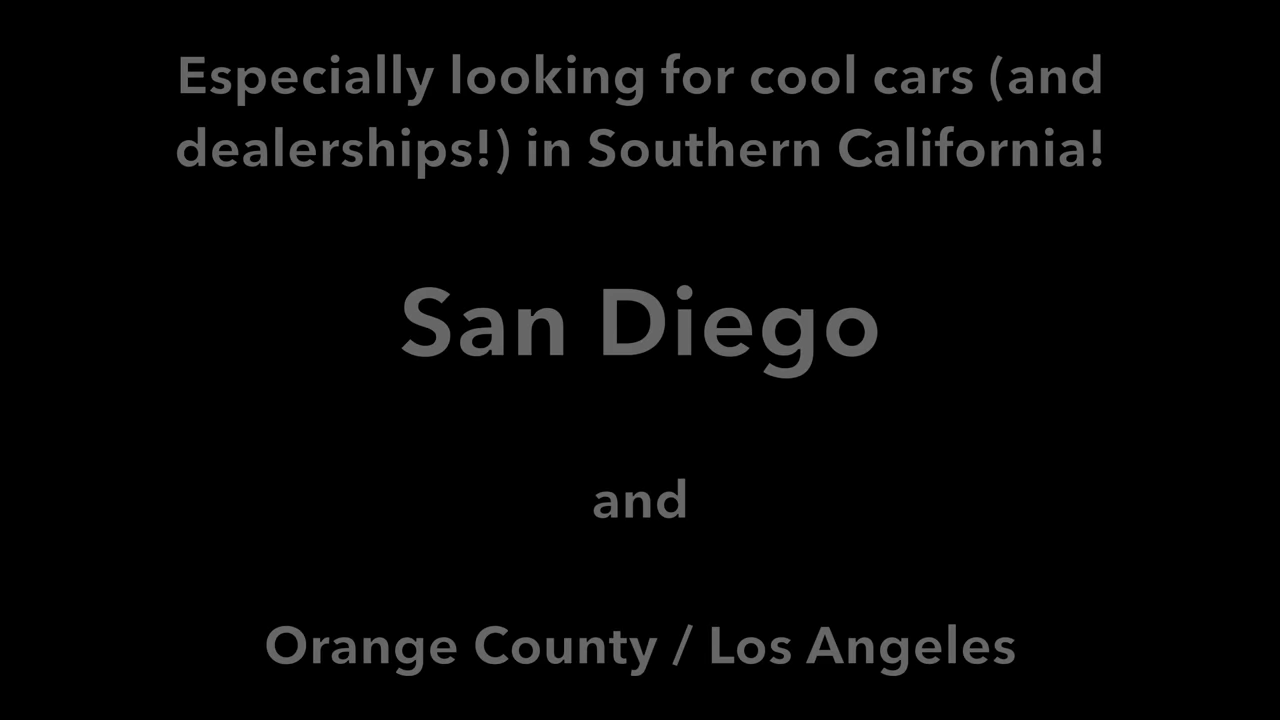 Especially looking for cool cars (and
dealerships!) in Southern California!
San Diego
and
Orange County / Los Angeles